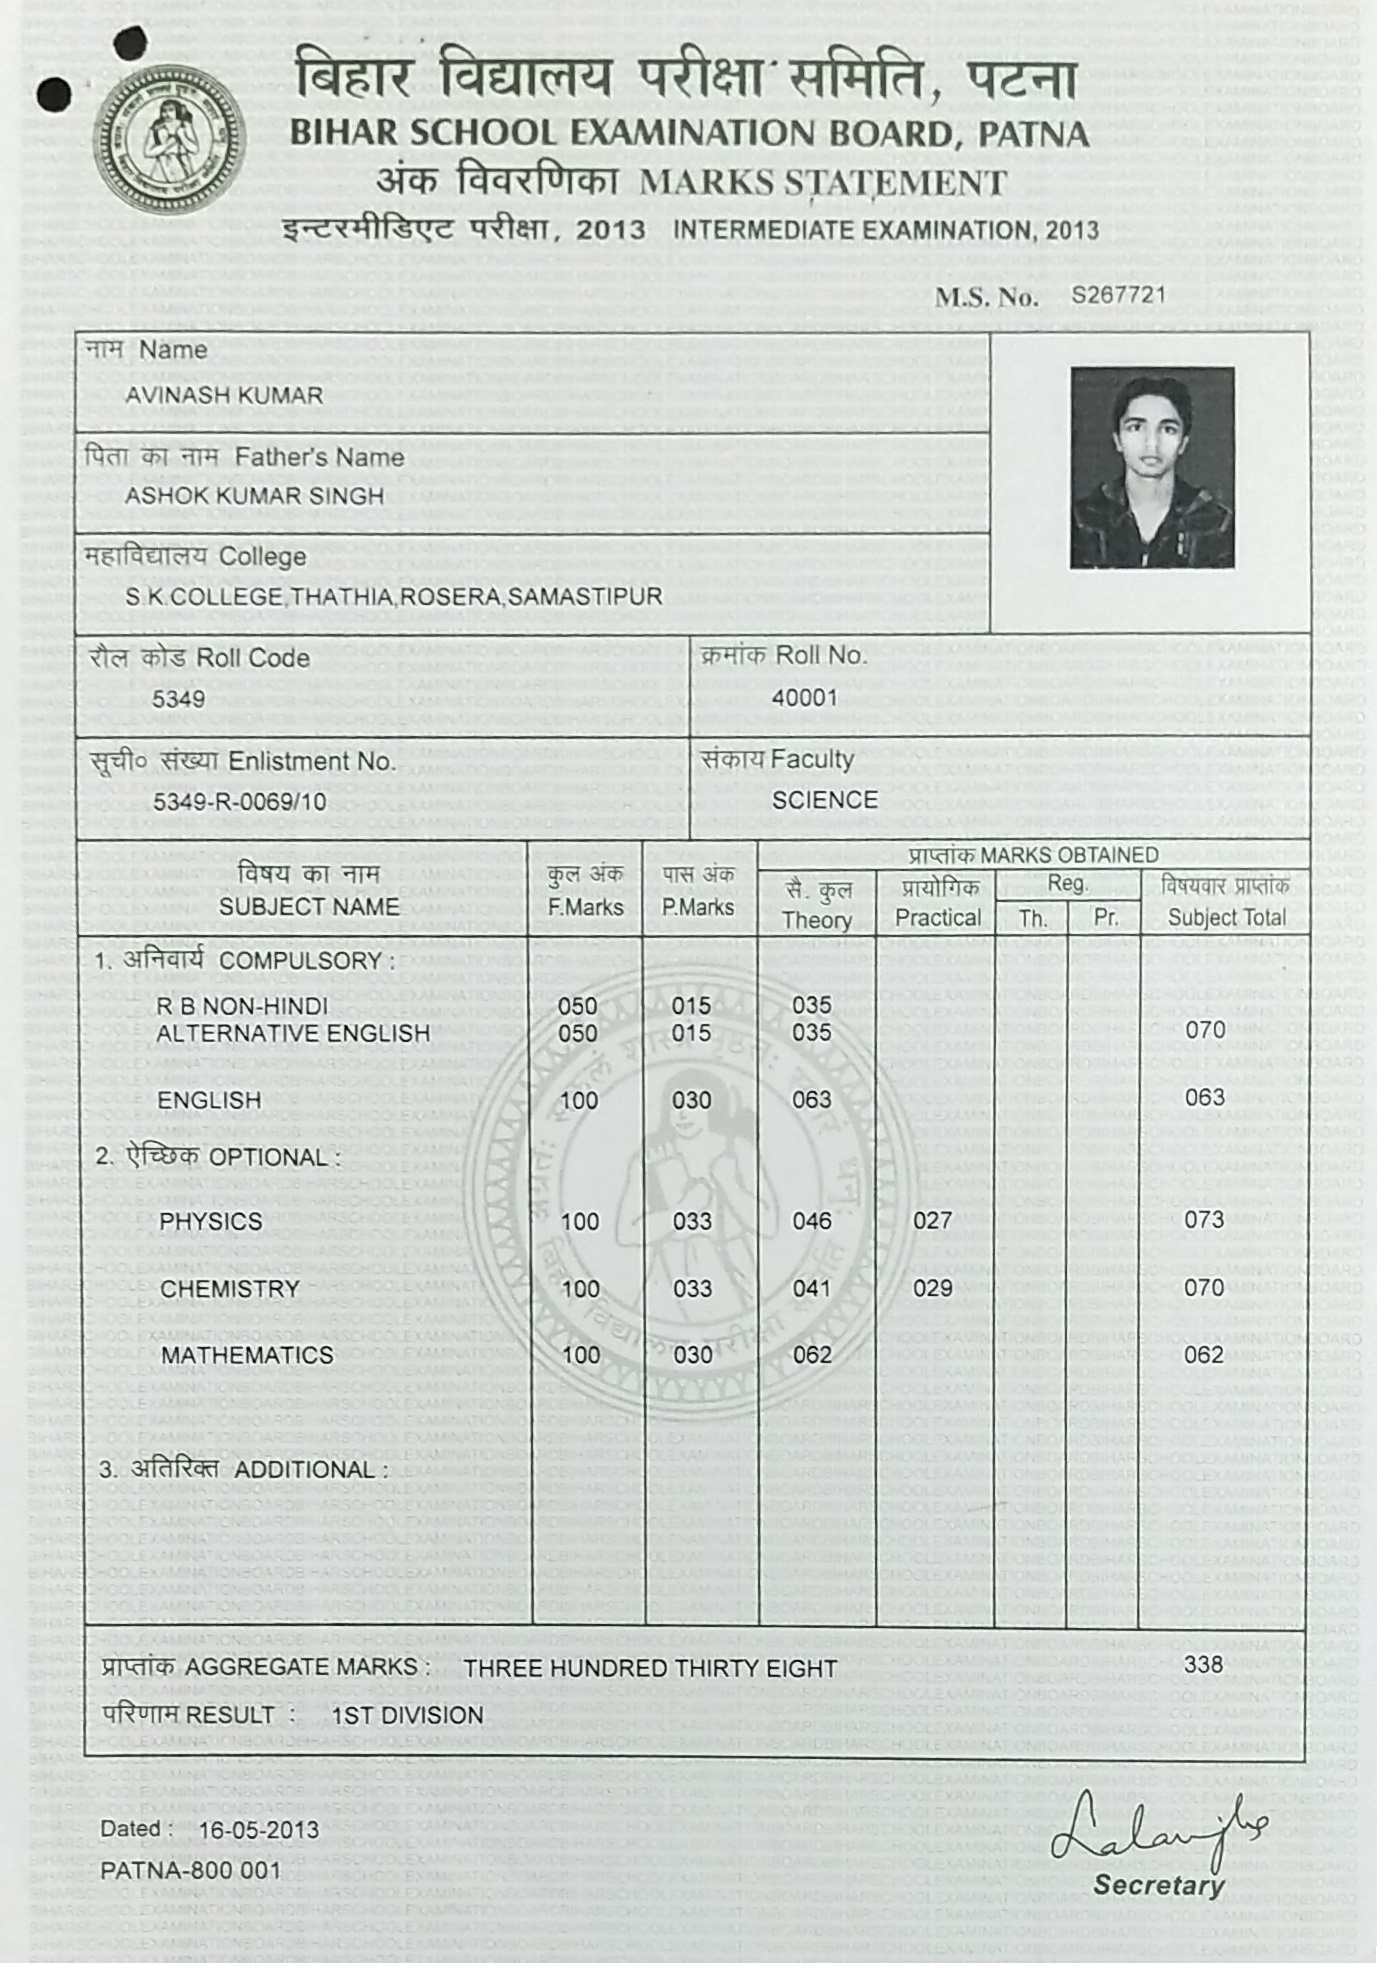 बिहार विद्यालय परीक्षा समिति, पटना
BIHAR SCHOOL EXAMINATION BOARD, PATNA
अंक विवरणिका MARKS STATEMENT
इन्टरमीडिएट परीक्षा, 2013 INTERMEDIATE EXAMINATION, 2013
M.S. No. S267721
नाम Name
AVINASH KUMAR
पिता का नाम Father's Name
ASHOK KUMAR SINGH
महाविद्यालय College
S.K.COLLEGE,THATHIA,ROSERA,SAMASTIPUR
रौल कोड Roll Code क्रमांक Roll No.
5349 40001
सूची० संख्या Enlistment No. संकाय Faculty
5349-R-0069/10 SCIENCE
प्राप्तांक MARKS OBTAINED
विषय का नाम कुल अंक पास अंक सै. कुल प्रायोगिक Reg. विषयवार प्राप्तांक
SUBJECT NAME F.Marks P.Marks Theory Practical Th. Pr. Subject Total
1. अनिवार्य COMPULSORY :
R B NON-HINDI 050 015 035
ALTERNATIVE ENGLISH 050 015 035 070
ENGLISH 100 030 063 063
2. ऐच्छिक OPTIONAL :
PHYSICS 100 033 046 027 073
CHEMISTRY 100 033 041 029 070
MATHEMATICS 100 030 062 062
3. अतिरिक्त ADDITIONAL :
प्राप्तांक AGGREGATE MARKS : THREE HUNDRED THIRTY EIGHT 338
परिणाम RESULT : 1ST DIVISION
Dated : 16-05-2013
PATNA-800 001
Secretary